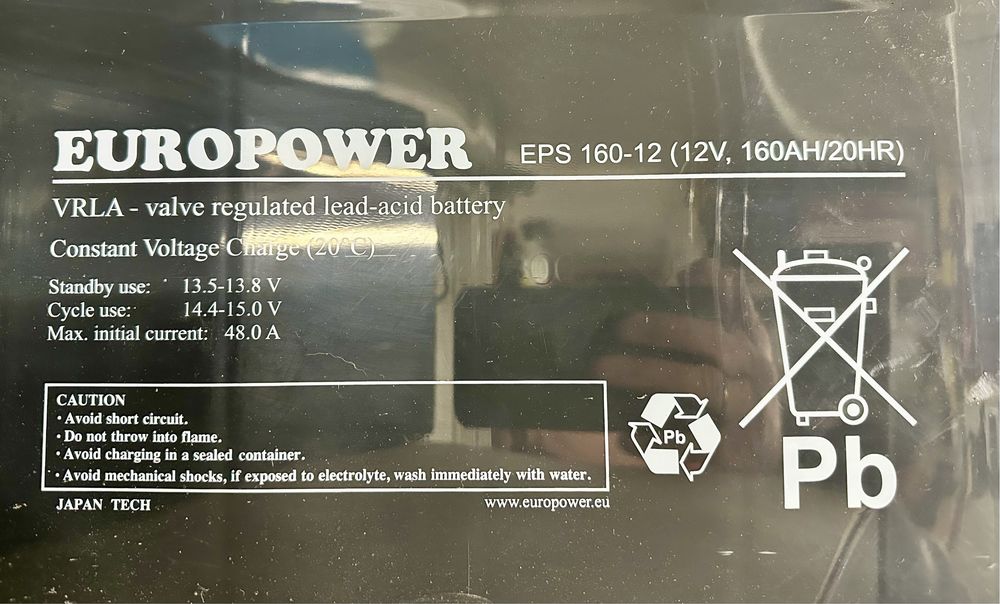 EUROPOWER EPS 160-12 (12V, 160AH/20HR)
VRLA - valve regulated lead-acid battery
Constant Voltage Charge (20°C)
Standby use: 13.5-13.8 V
Cycle use: 14.4-15.0 V
Max. initial current: 48.0 A
CAUTION
· Avoid short circuit.
· Do not throw into flame.
· Avoid charging in a sealed container.
· Avoid mechanical shocks, if exposed to electrolyte, wash immediately with water.
Pb
Pb
JAPAN TECH www.europower.eu